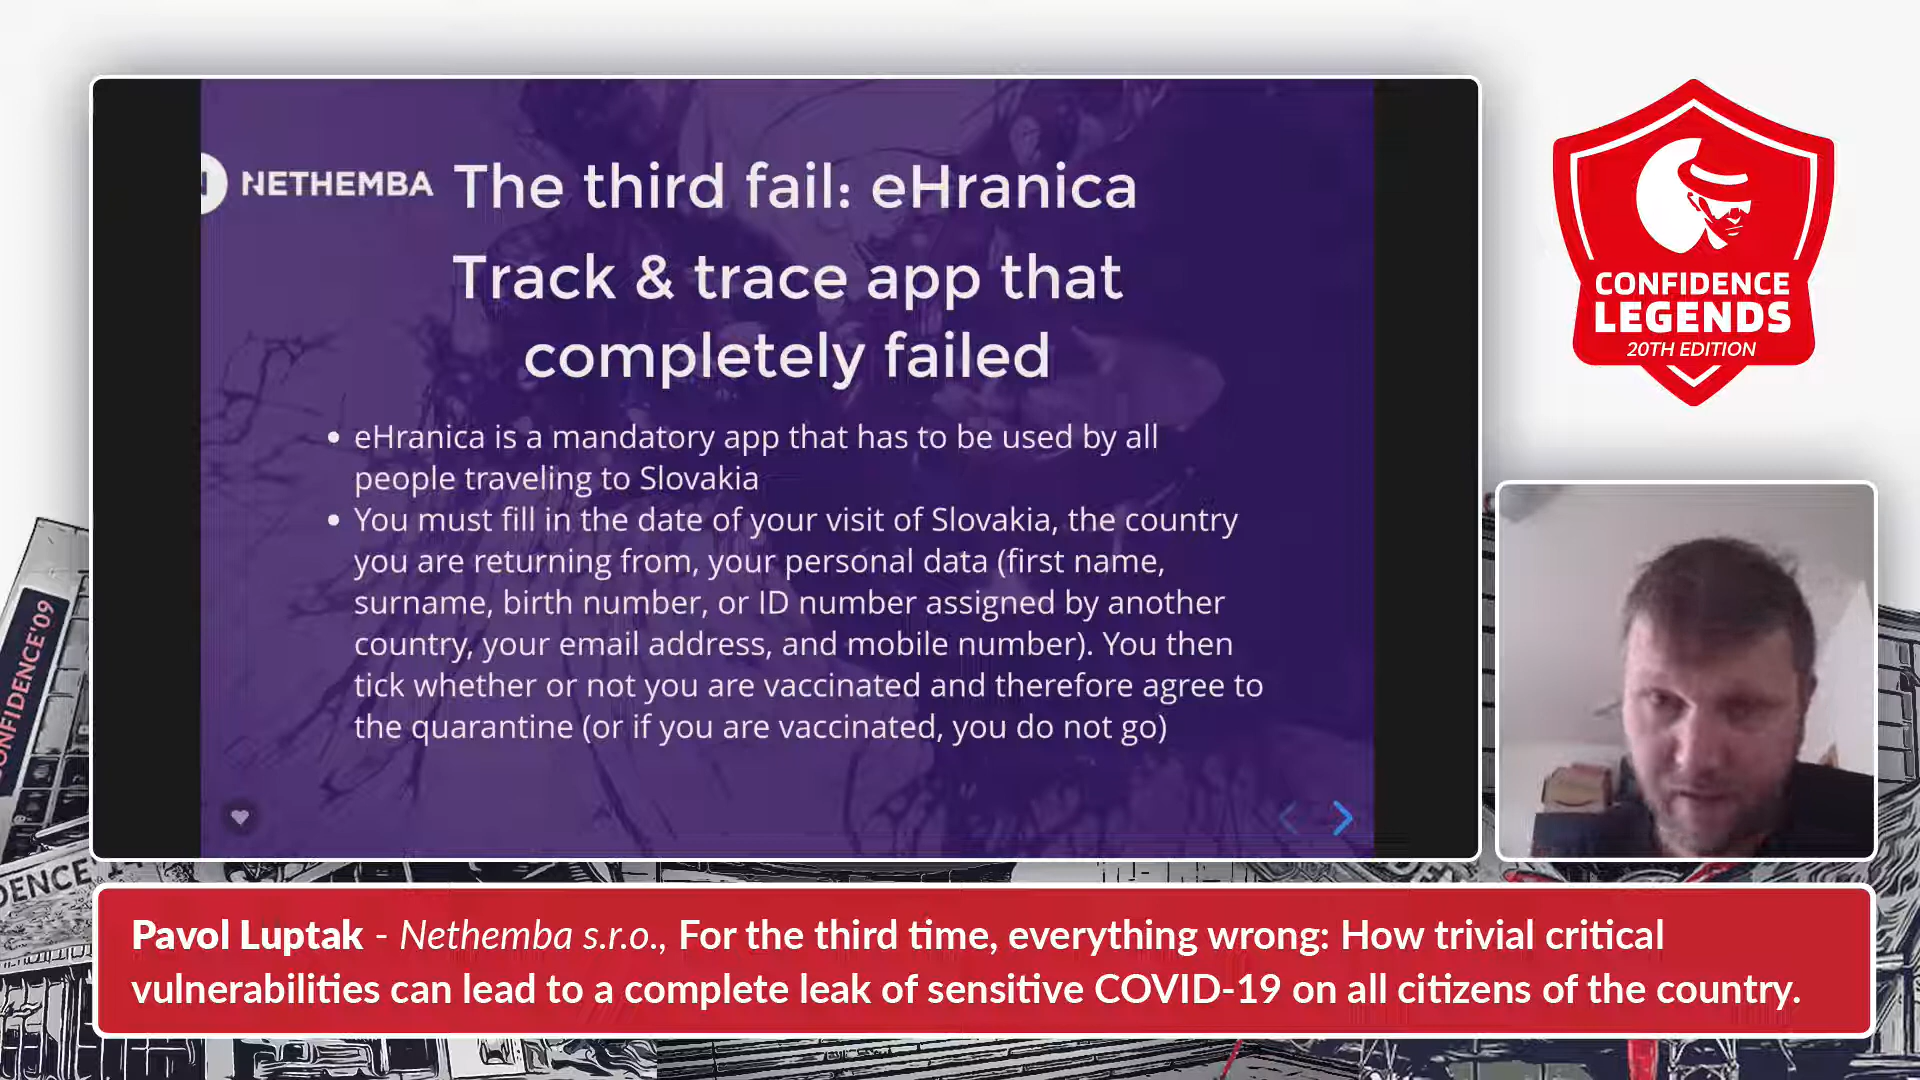 NETHEMBA
The third fail: eHranica
Track & trace app that
completely failed
• eHranica is a mandatory app that has to be used by all
people traveling to Slovakia
• You must fill in the date of your visit of Slovakia, the country
you are returning from, your personal data (first name,
surname, birth number, or ID number assigned by another
country, your email address, and mobile number). You then
tick whether or not you are vaccinated and therefore agree to
the quarantine (or if you are vaccinated, you do not go)
CONFIDENCE
LEGENDS
20TH EDITION
CONFIDENCE'09
Pavol Luptak - Nethemba s.r.o., For the third time, everything wrong: How trivial critical
vulnerabilities can lead to a complete leak of sensitive COVID-19 on all citizens of the country.